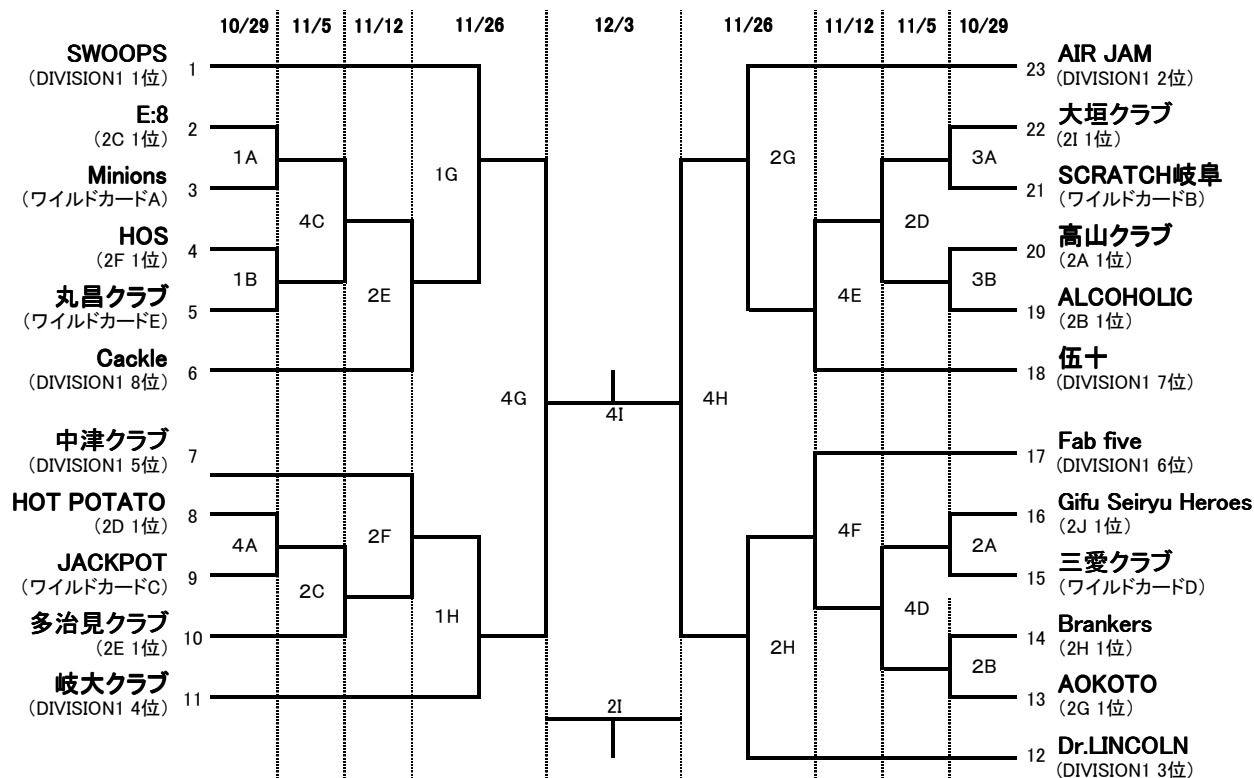 10/29 11/5 11/12 11/26 12/3 11/26 11/12 11/5 10/29
SWOOPS
(DIVISION1 1位) 1
E:8
(2C 1位) 2
1A
Minions
(ワイルドカードA) 3
4C
HOS
(2F 1位) 4
1B
丸昌クラブ
(ワイルドカードE) 5
2E
Cackle
(DIVISION1 8位) 6
1G
4G
中津クラブ
(DIVISION1 5位) 7
HOT POTATO
(2D 1位) 8
4A
JACKPOT
(ワイルドカードC) 9
2F
2C
多治見クラブ
(2E 1位) 10
1H
岐大クラブ
(DIVISION1 4位) 11
4I
2I
23 AIR JAM
(DIVISION1 2位)
22 大垣クラブ
(2I 1位)
3A
21 SCRATCH岐阜
(ワイルドカードB)
2D
20 高山クラブ
(2A 1位)
3B
19 ALCOHOLIC
(2B 1位)
4E
18 伍十
(DIVISION1 7位)
2G
4H
17 Fab five
(DIVISION1 6位)
16 Gifu Seiryu Heroes
(2J 1位)
2A
15 三愛クラブ
(ワイルドカードD)
4F
4D
14 Brankers
(2H 1位)
2B
13 AOKOTO
(2G 1位)
2H
12 Dr.LINCOLN
(DIVISION1 3位)